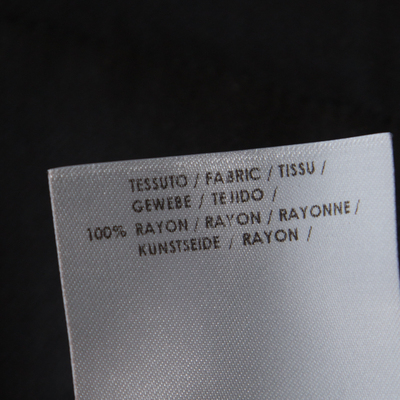 TESSUTO / FABRIC / TISSU /
GEWEBE / TEJIDO /
100% RAYON / RAYON / RAYONNE /
KUNSTSEIDE / RAYON /